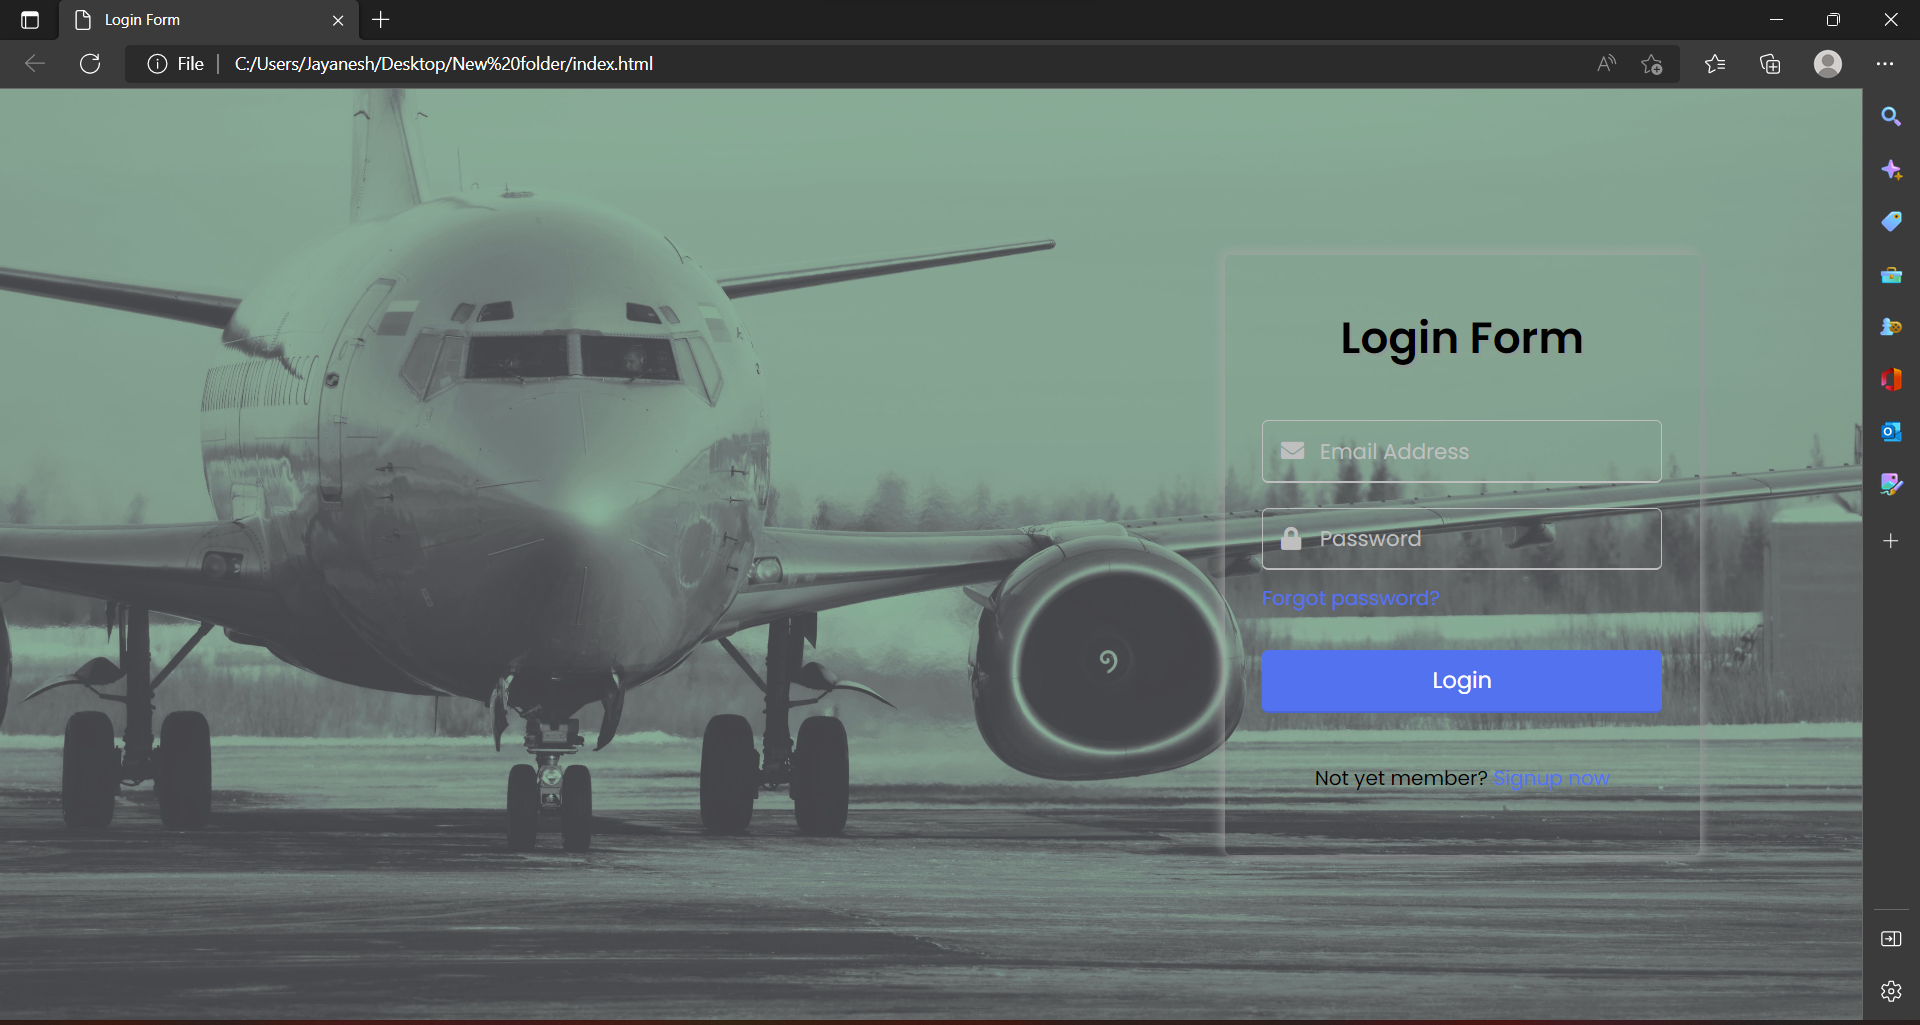 Login Form
File
C:/Users/Jayanesh/Desktop/New%20folder/index.html
Login Form
Email Address
Password
Forgot password?
Login
Not yet member? Signup now